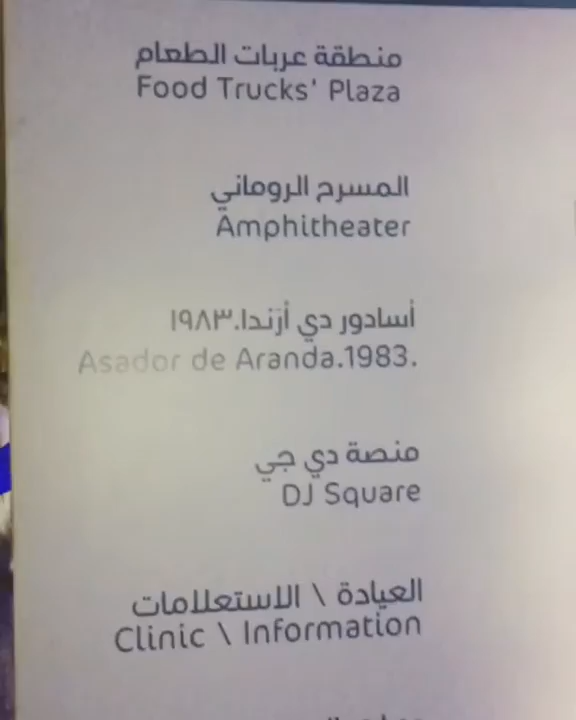 منطقة عربات الطعام
Food Trucks' Plaza
المسرح الروماني
Amphitheater
أسادور دي أرندا.١٩٨٣
Asador de Aranda.1983.
منصة دي جي
DJ Square
العيادة \ الاستعلامات
Clinic \ Information